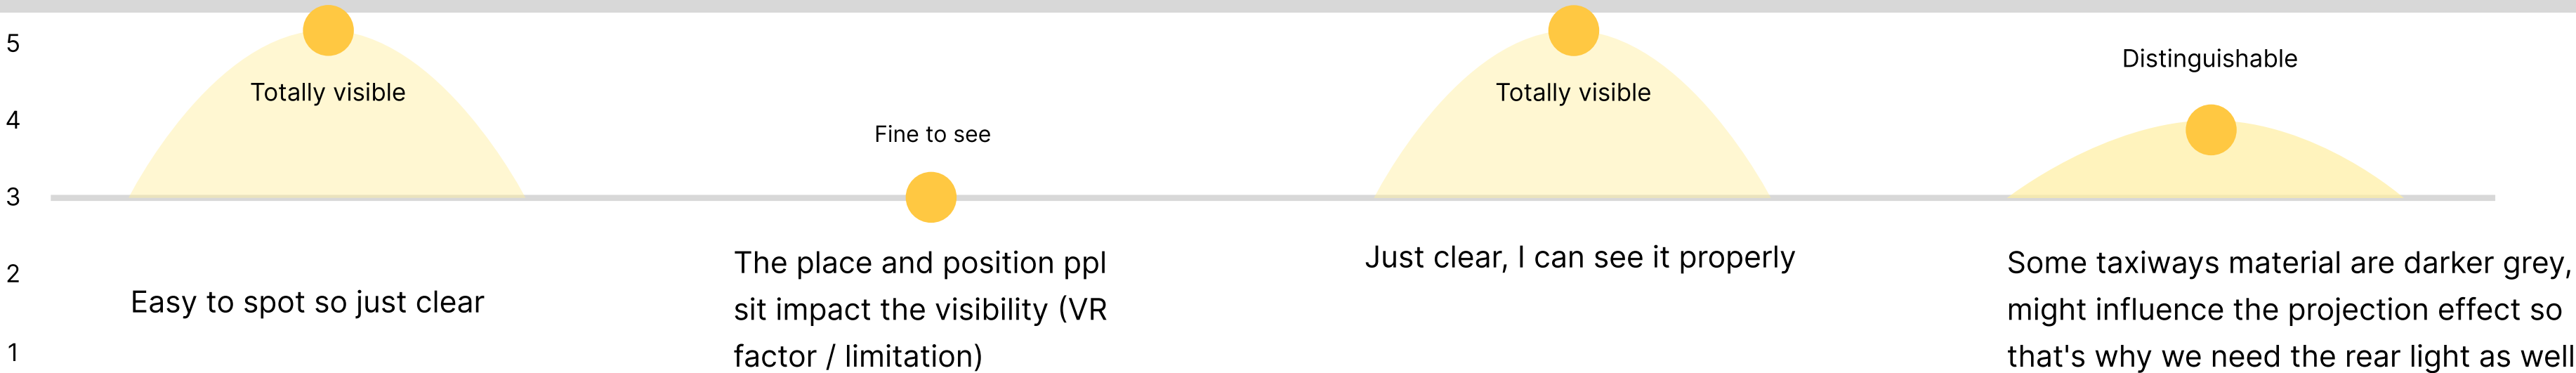 5
4
3
2
1
Totally visible
Easy to spot so just clear
Fine to see
The place and position ppl
sit impact the visibility (VR
factor / limitation)
Totally visible
Just clear, I can see it properly
Distinguishable
Some taxiways material are darker grey,
might influence the projection effect so
that's why we need the rear light as well